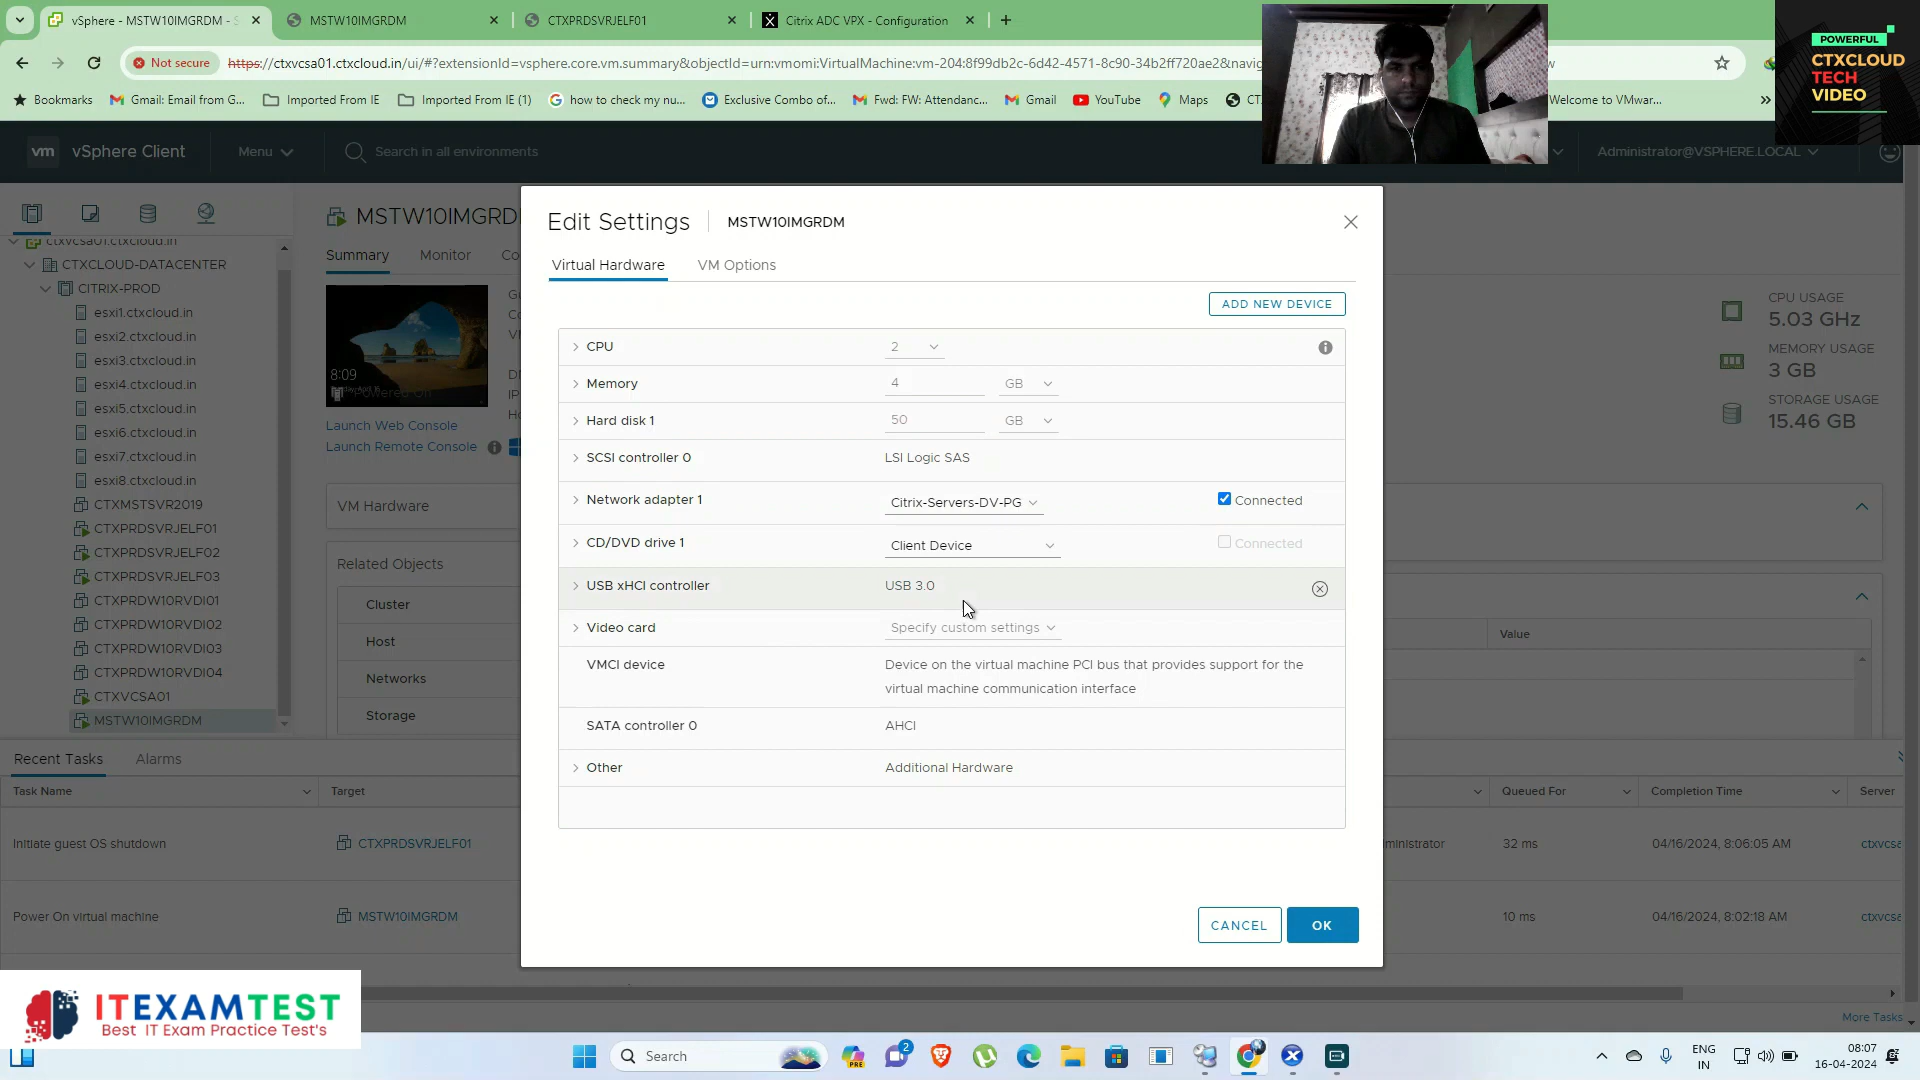 vSphere - MSTW10IMGRDM - S
MSTW10IMGRDM
CTXPRDSVRJELF01
Citrix ADC VPX - Configuration
Not secure
https://ctxvcsa01.ctxcloud.in/ui/#?extensionId=vsphere.core.vm.summary&objectId=urn:vmomi:VirtualMachine:vm-204:8f99db2c-6d42-4571-8c90-34b2ff720ae2&navig
Bookmarks
Gmail: Email from G...
Imported From IE
Imported From IE (1)
how to check my nu...
Exclusive Combo of...
Fwd: FW: Attendanc...
Gmail
YouTube
Maps
Welcome to VMwar...
POWERFUL
CTXCLOUD
TECH
VIDEO
vm vSphere Client
Menu
Search in all environments
Administrator@VSPHERE.LOCAL
ctxvcsa01.ctxcloud.in
CTXCLOUD-DATACENTER
CITRIX-PROD
esxi1.ctxcloud.in
esxi2.ctxcloud.in
esxi3.ctxcloud.in
esxi4.ctxcloud.in
esxi5.ctxcloud.in
esxi6.ctxcloud.in
esxi7.ctxcloud.in
esxi8.ctxcloud.in
CTXMSTSVR2019
CTXPRDSVRJELF01
CTXPRDSVRJELF02
CTXPRDSVRJELF03
CTXPRDW10RVDI01
CTXPRDW10RVDI02
CTXPRDW10RVDI03
CTXPRDW10RVDI04
CTXVCSA01
MSTW10IMGRDM
MSTW10IMGRD
Summary
Monitor
Co
8:09
Powered On
Launch Web Console
Launch Remote Console
VM Hardware
Related Objects
Cluster
Host
Networks
Storage
Edit Settings
MSTW10IMGRDM
Virtual Hardware
VM Options
ADD NEW DEVICE
CPU 2
Memory 4 GB
Hard disk 1 50 GB
SCSI controller 0 LSI Logic SAS
Network adapter 1 Citrix-Servers-DV-PG Connected
CD/DVD drive 1 Client Device Connected
USB xHCI controller USB 3.0
Video card Specify custom settings
VMCI device Device on the virtual machine PCI bus that provides support for the
virtual machine communication interface
SATA controller 0 AHCI
Other Additional Hardware
CANCEL
OK
CPU USAGE
5.03 GHz
MEMORY USAGE
3 GB
STORAGE USAGE
15.46 GB
Value
Recent Tasks
Alarms
Task Name
Target
Queued For
Completion Time
Server
Initiate guest OS shutdown
CTXPRDSVRJELF01
ministrator
32 ms
04/16/2024, 8:06:05 AM
ctxvcsa
Power On virtual machine
MSTW10IMGRDM
10 ms
04/16/2024, 8:02:18 AM
ctxvcsa
More Tasks
ITEXAMTEST
Best IT Exam Practice Test's
Search
2
ENG
IN
08:07
16-04-2024